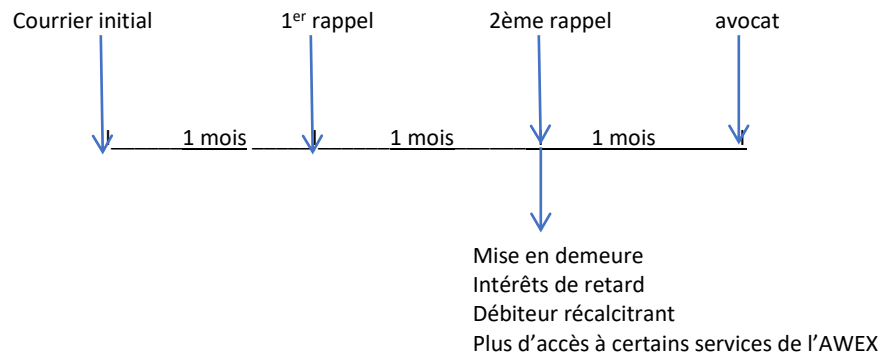 Courrier initial 1er rappel 2ème rappel avocat
1 mois 1 mois 1 mois
Mise en demeure
Intérêts de retard
Débiteur récalcitrant
Plus d’accès à certains services de l’AWEX